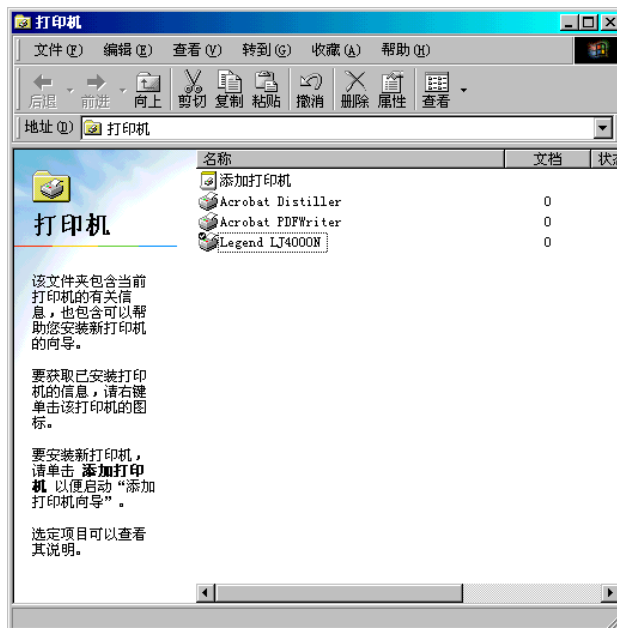 打印机
文件(F) 编辑(E) 查看(V) 转到(G) 收藏(A) 帮助(H)
后退 前进 向上 剪切 复制 粘贴 撤消 删除 属性 查看
地址(D) 打印机
名称 文档 状态
添加打印机
Acrobat Distiller 0
Acrobat PDFWriter 0
Legend LJ4000N 0
打印机
该文件夹包含当前
打印机的有关信
息，也包含可以帮
助您安装新打印机
的向导。
要获取已安装打印
机的信息，请右键
单击该打印机的图
标。
要安装新打印机，
请单击 添加打印
机 以便启动“添加
打印机向导”。
选定项目可以查看
其说明。